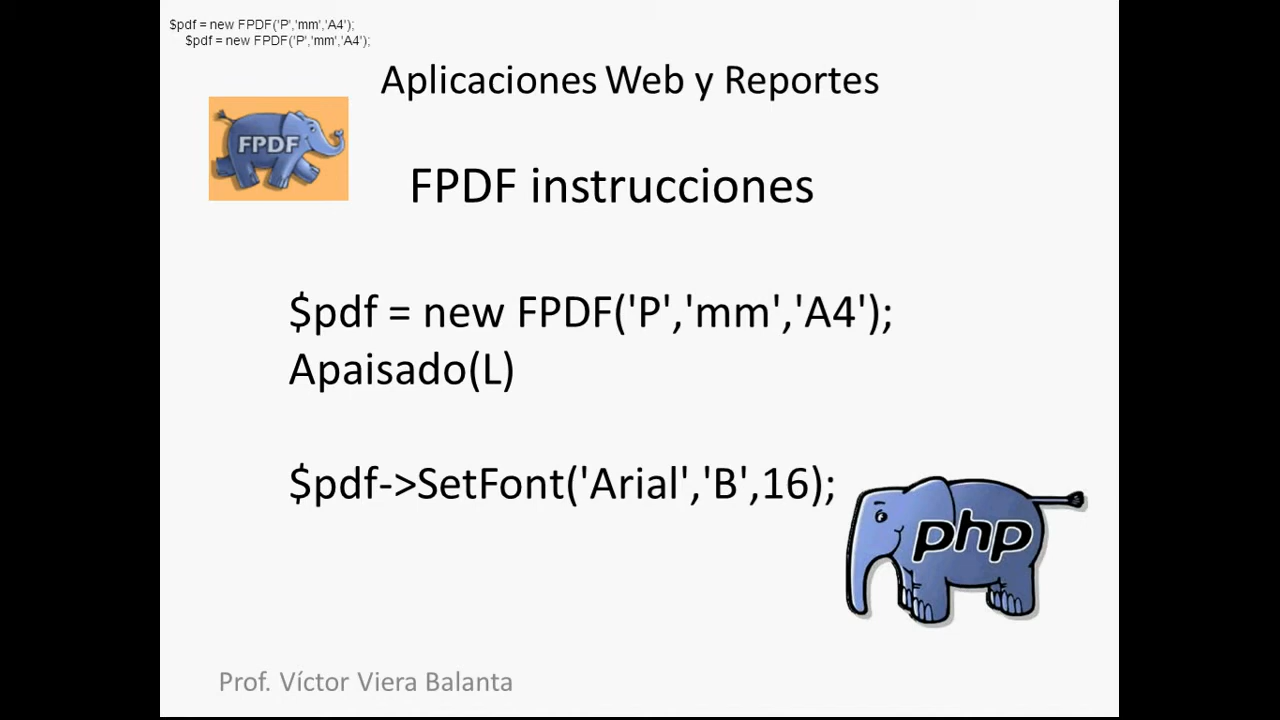 $pdf = new FPDF('P','mm','A4');
$pdf = new FPDF('P','mm','A4');
Aplicaciones Web y Reportes
FPDF
FPDF instrucciones
$pdf = new FPDF('P','mm','A4');
Apaisado(L)
$pdf->SetFont('Arial','B',16);
php
Prof. Víctor Viera Balanta